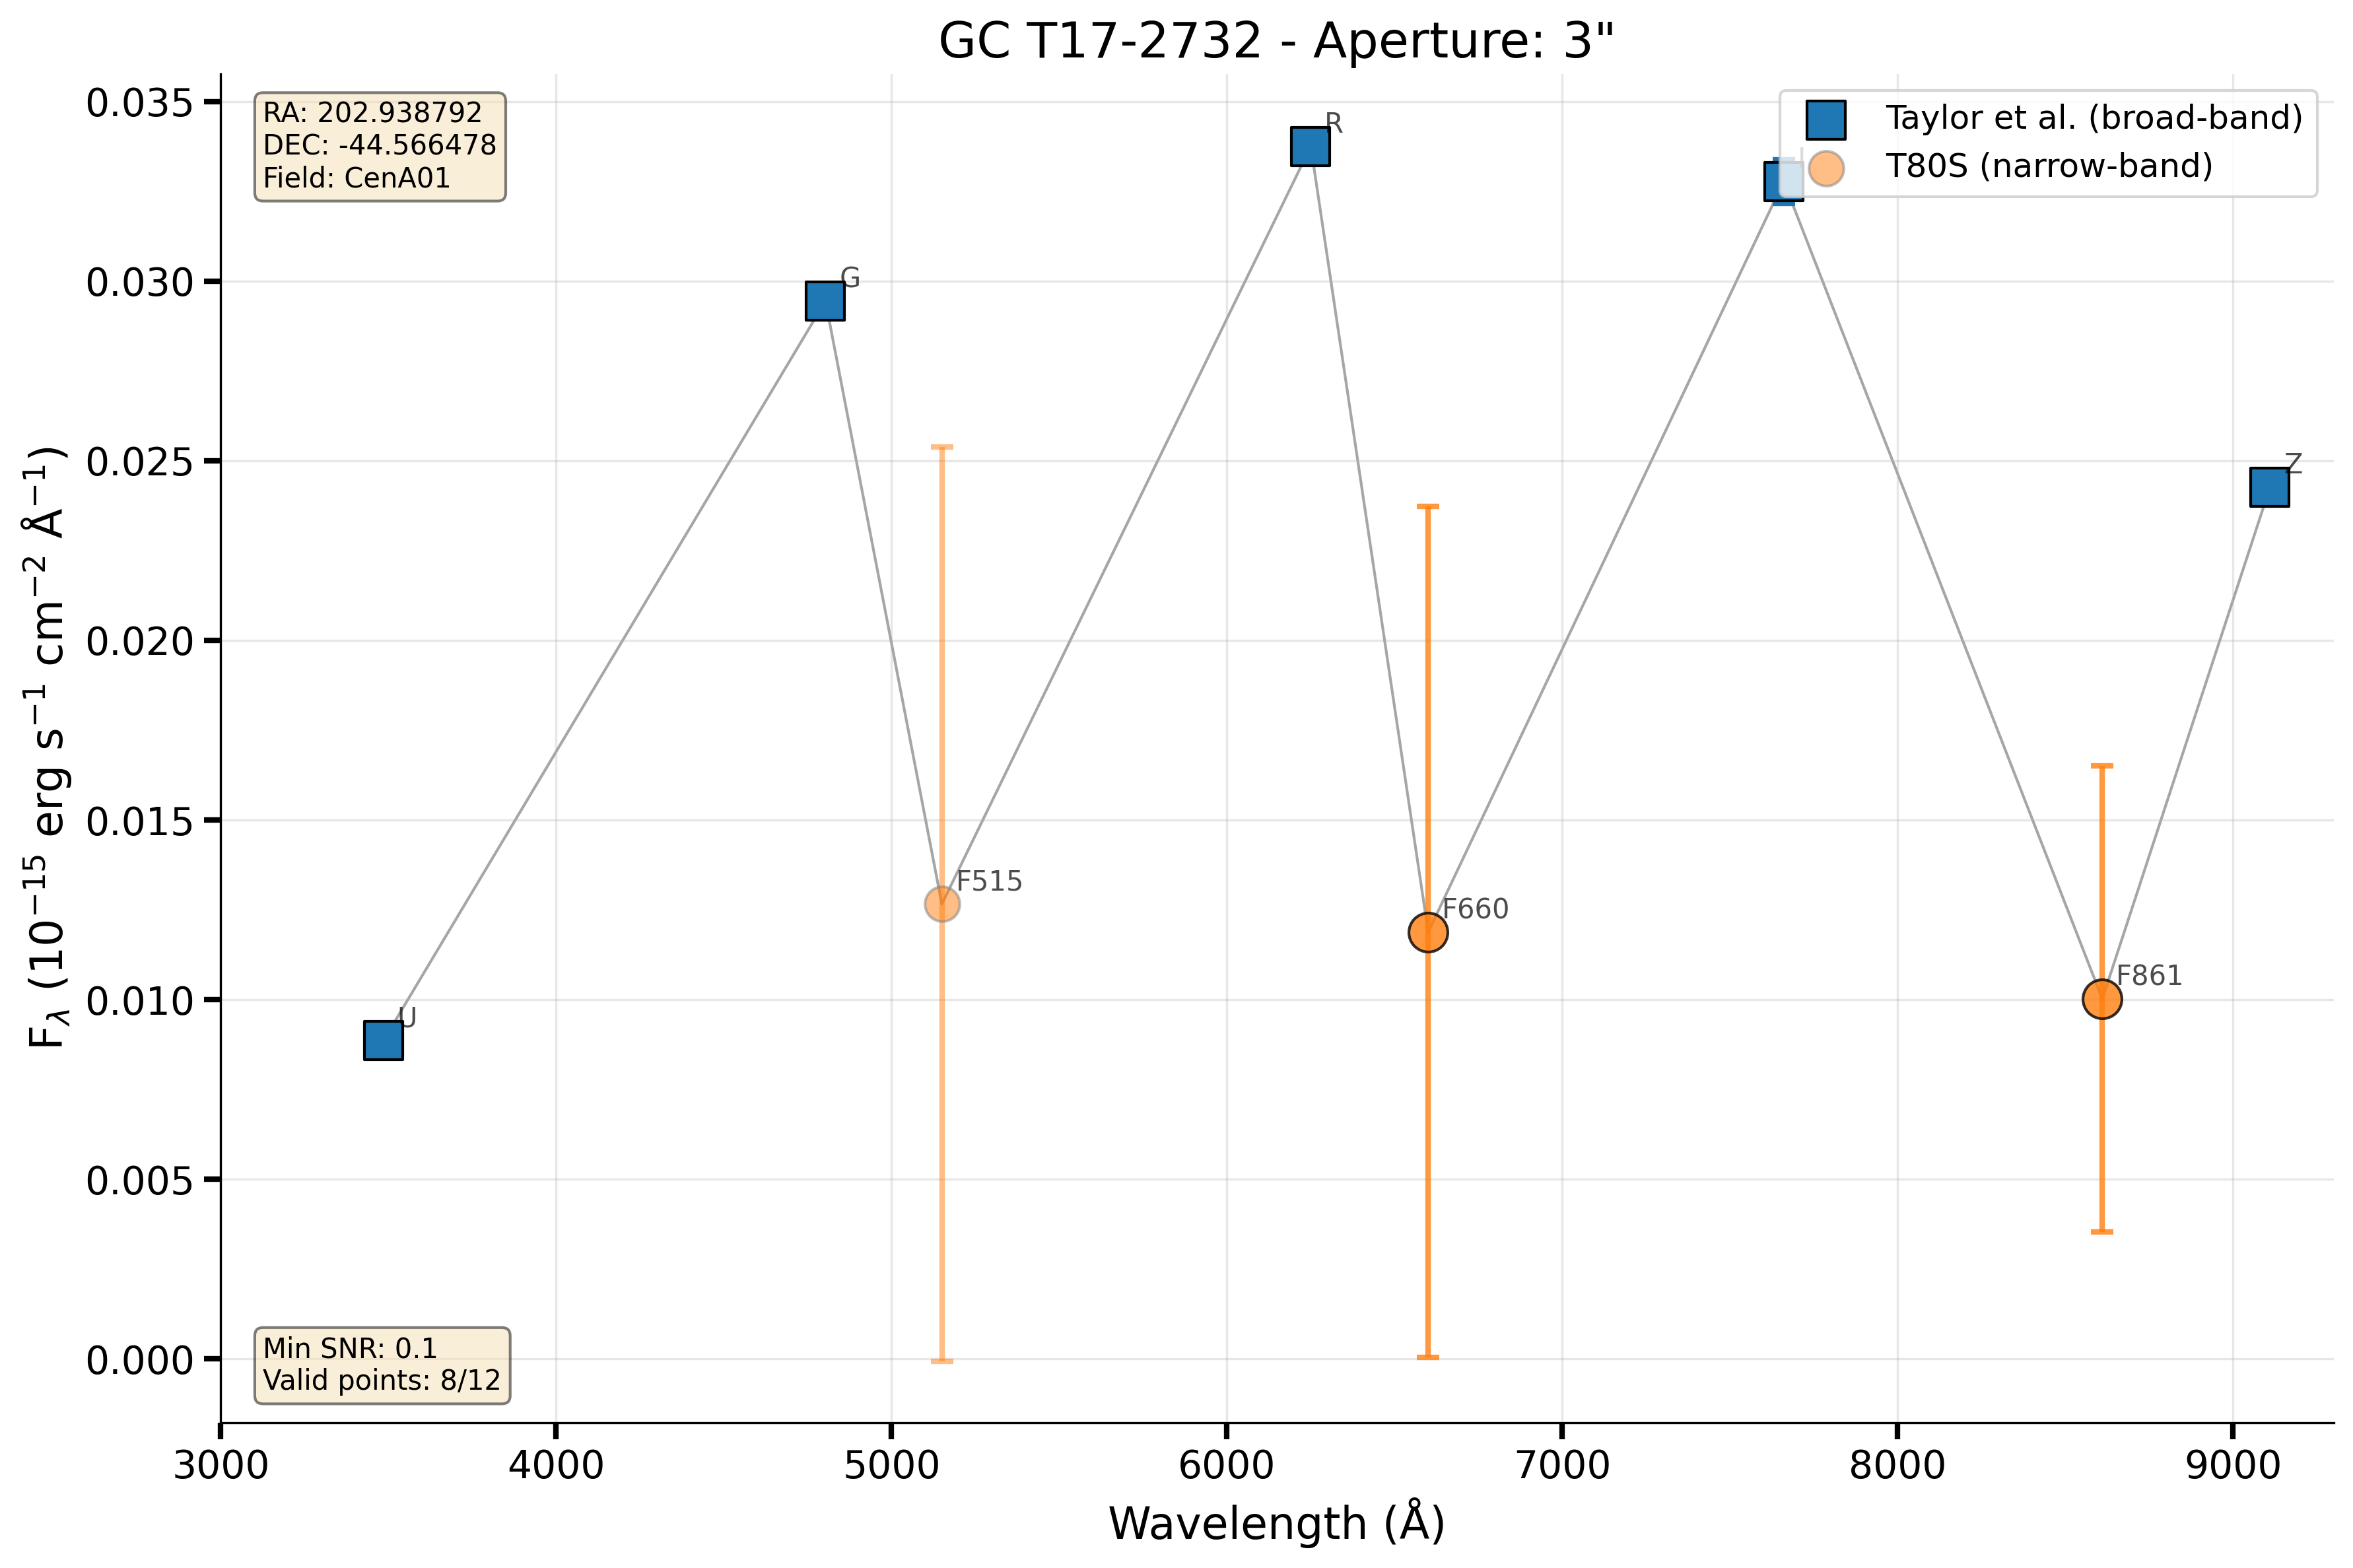 GC T17-2732 - Aperture: 3"
RA: 202.938792
DEC: -44.566478
Field: CenA01
Taylor et al. (broad-band)
T80S (narrow-band)
R
G
Z
F515
F660
F861
U
Min SNR: 0.1
Valid points: 8/12
0.035
0.030
0.025
0.020
0.015
0.010
0.005
0.000
F_λ (10⁻¹⁵ erg s⁻¹ cm⁻² Å⁻¹)
3000 4000 5000 6000 7000 8000 9000
Wavelength (Å)